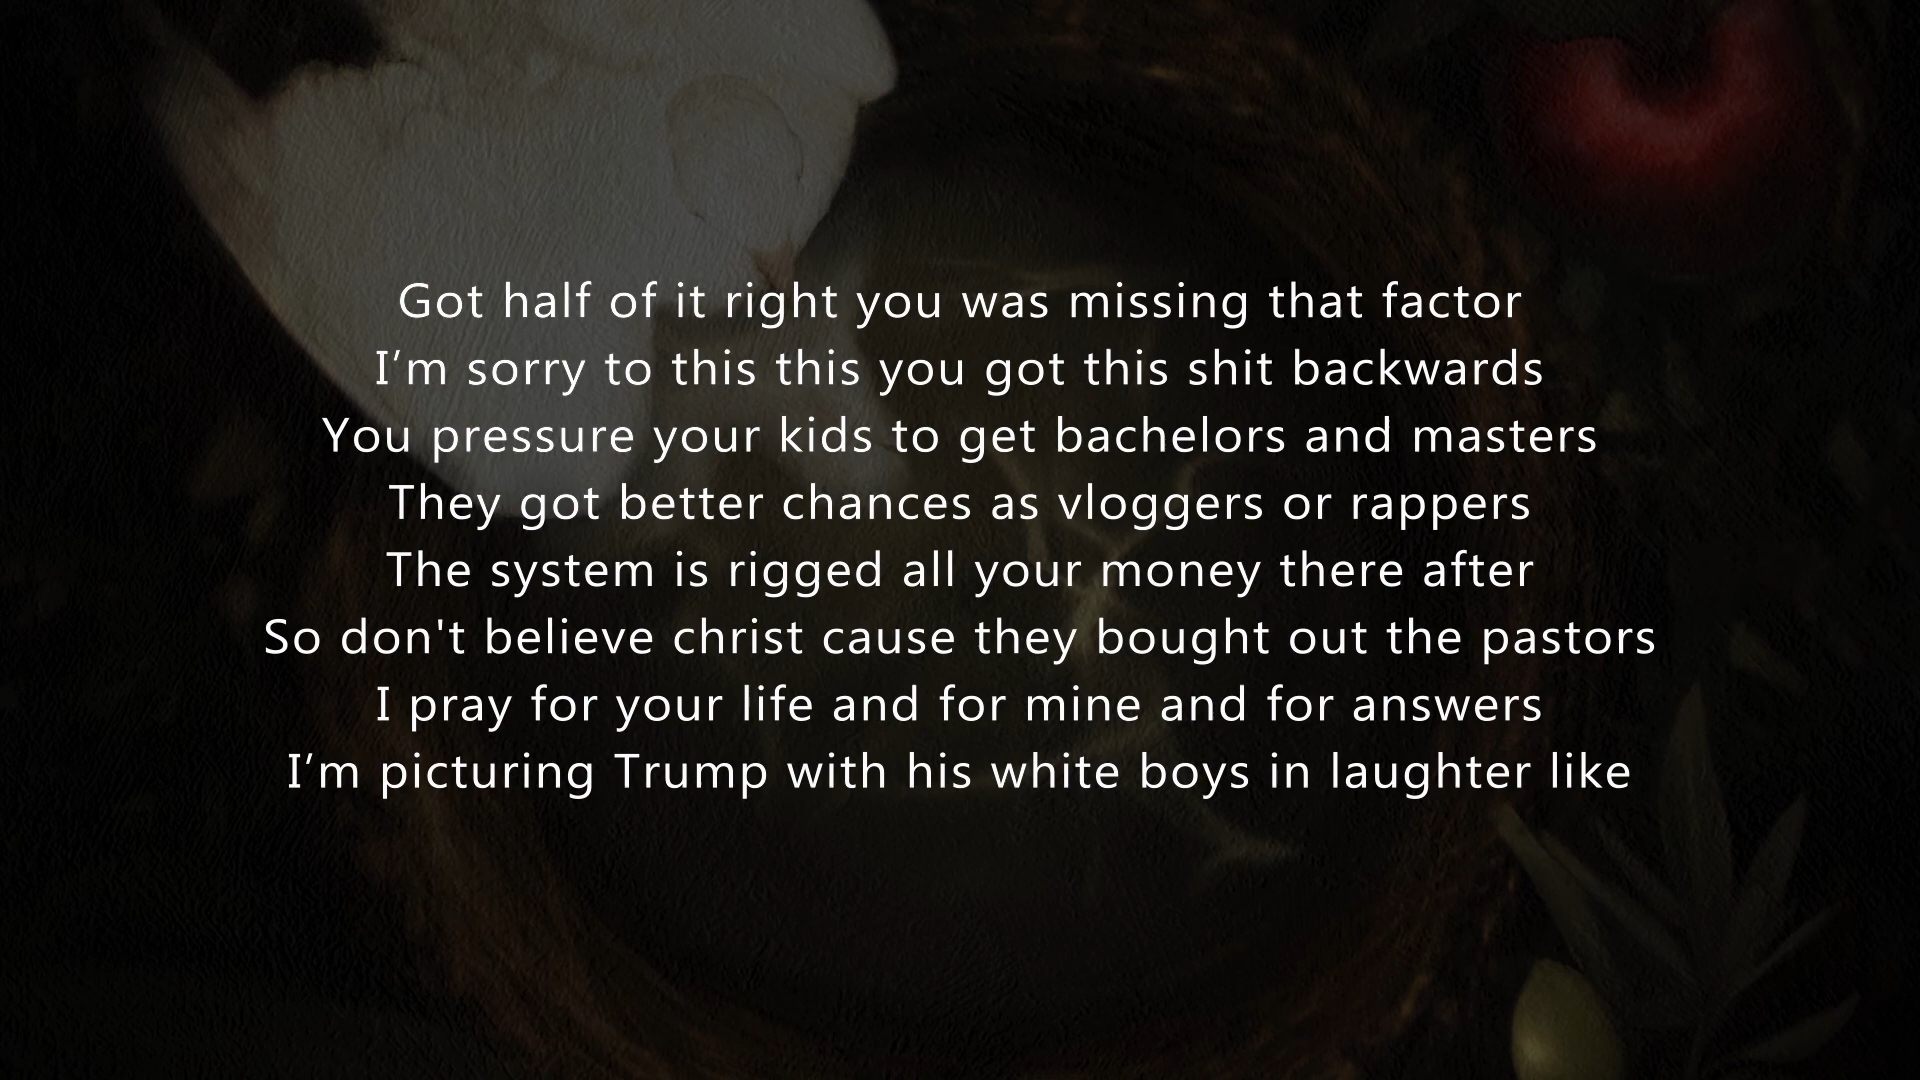 Got half of it right you was missing that factor
I’m sorry to this this you got this shit backwards
You pressure your kids to get bachelors and masters
They got better chances as vloggers or rappers
The system is rigged all your money there after
So don't believe christ cause they bought out the pastors
I pray for your life and for mine and for answers
I’m picturing Trump with his white boys in laughter like